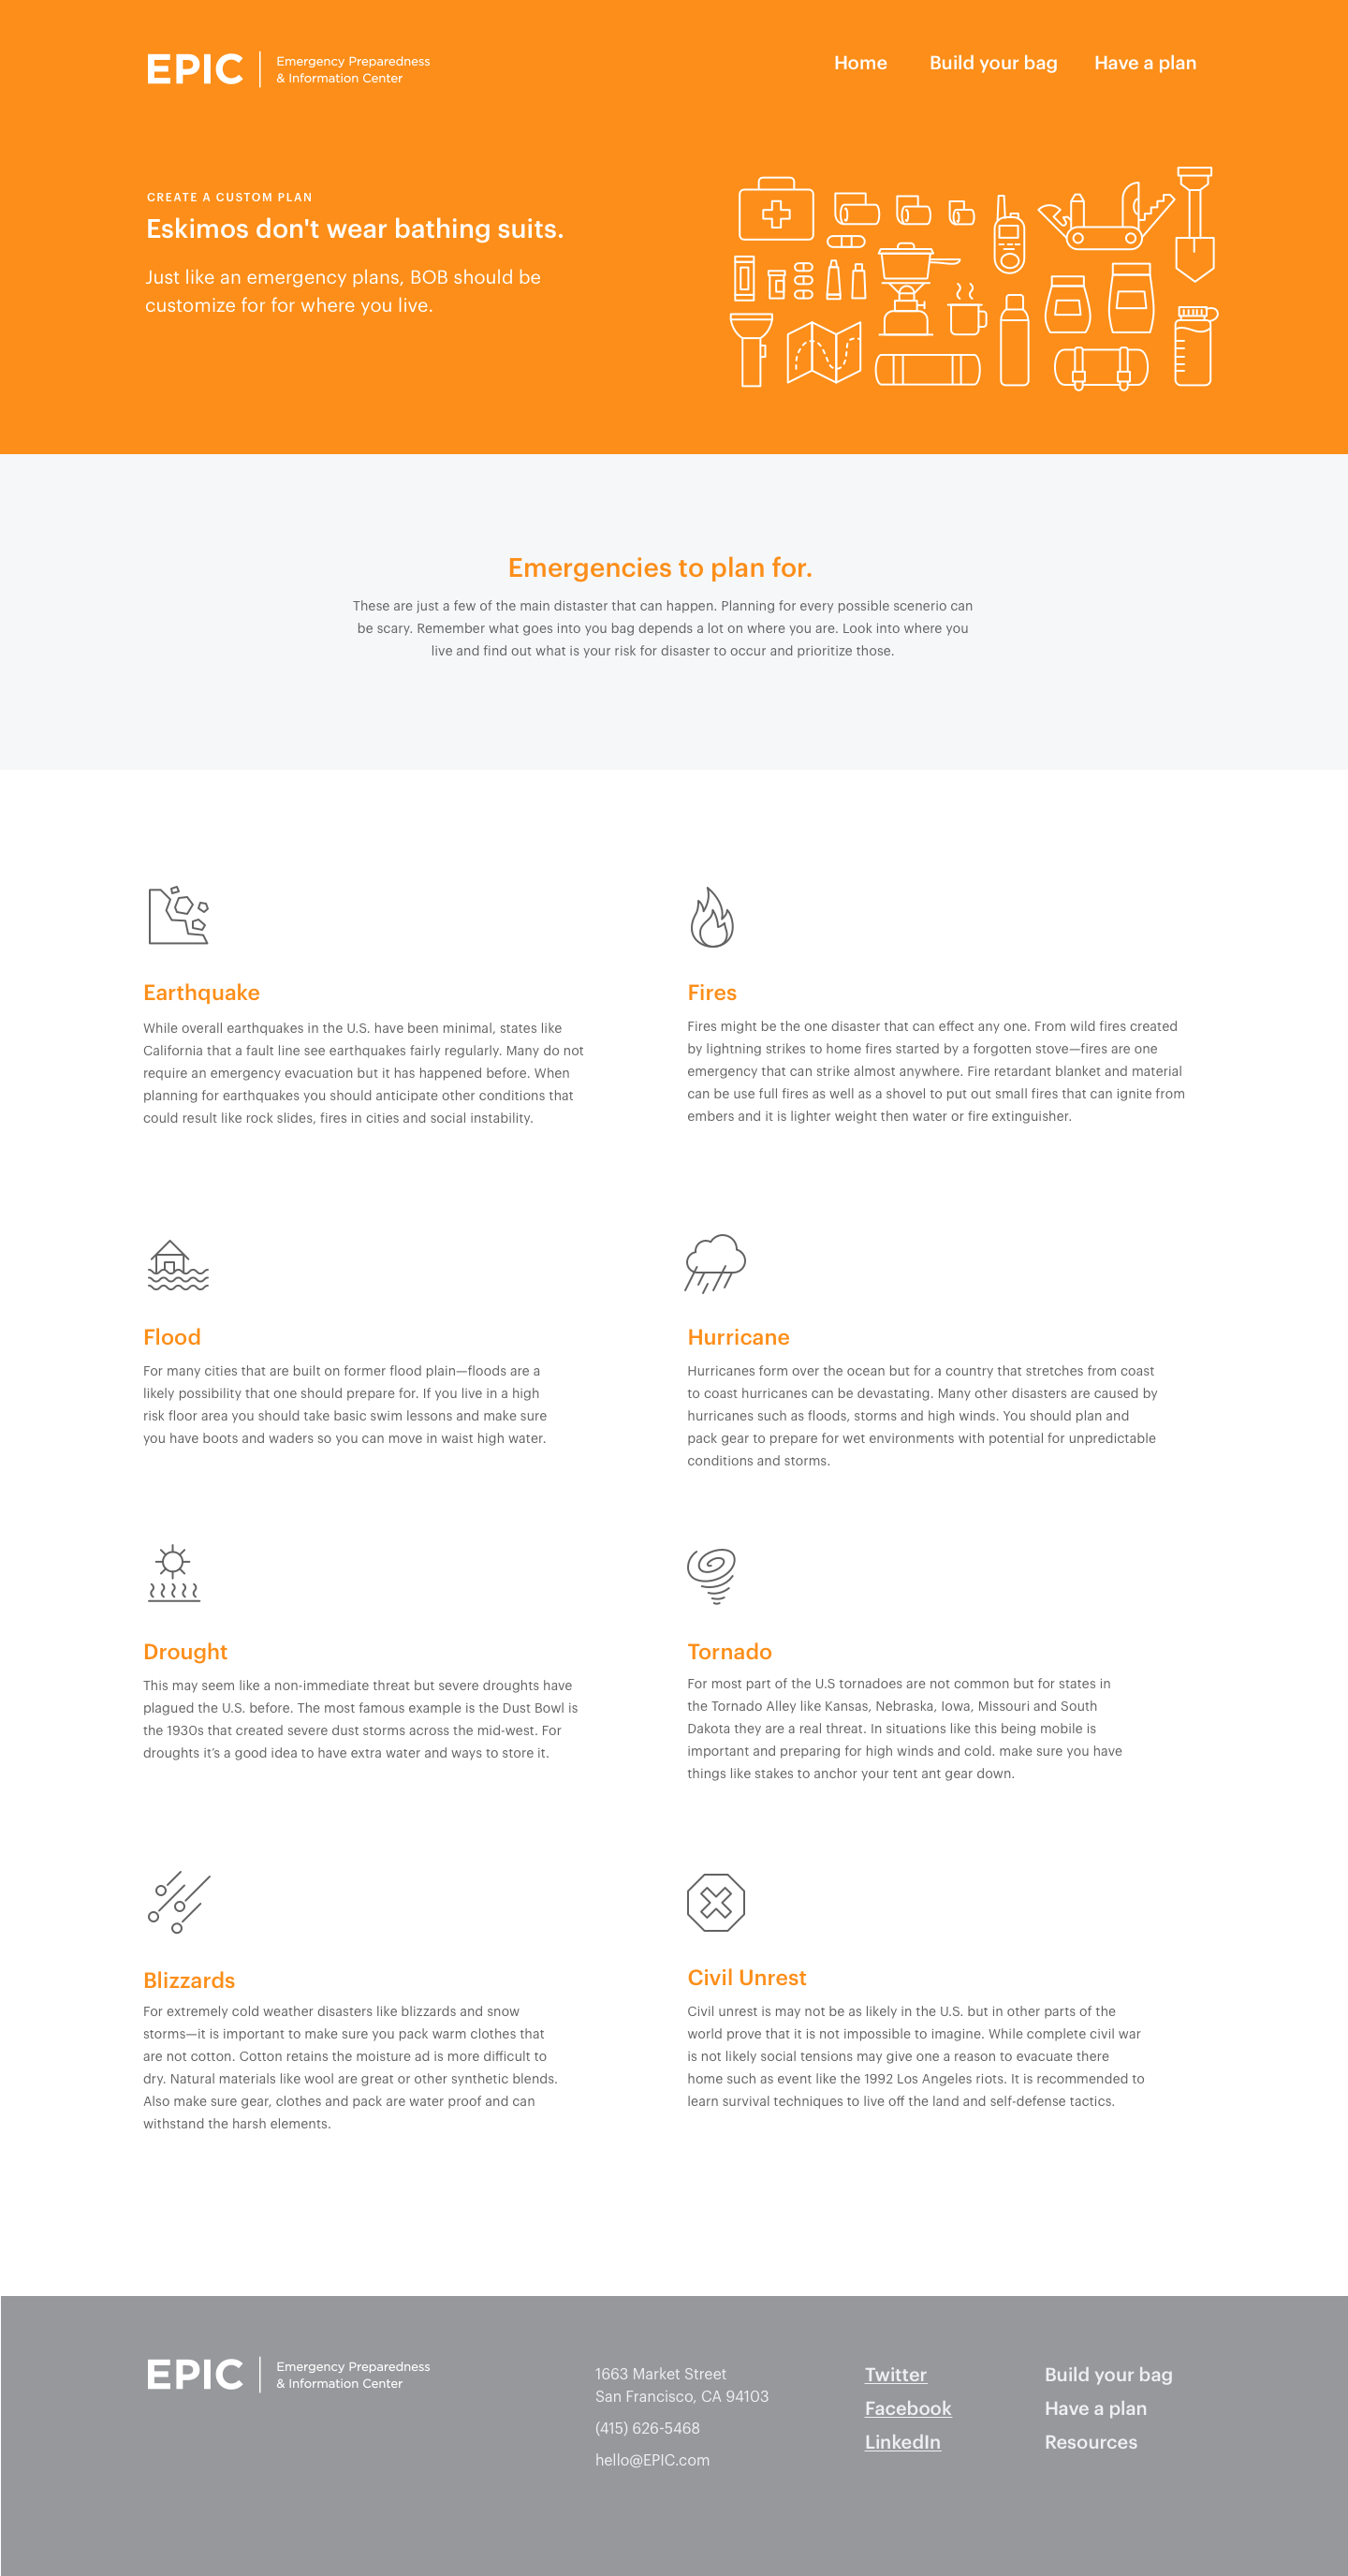 EPIC
Emergency Preparedness
& Information Center
Home
Build your bag
Have a plan
CREATE A CUSTOM PLAN
Eskimos don't wear bathing suits.
Just like an emergency plans, BOB should be
customize for for where you live.
Emergencies to plan for.
These are just a few of the main distaster that can happen. Planning for every possible scenerio can
be scary. Remember what goes into you bag depends a lot on where you are. Look into where you
live and find out what is your risk for disaster to occur and prioritize those.
Earthquake
While overall earthquakes in the U.S. have been minimal, states like
California that a fault line see earthquakes fairly regularly. Many do not
require an emergency evacuation but it has happened before. When
planning for earthquakes you should anticipate other conditions that
could result like rock slides, fires in cities and social instability.
Fires
Fires might be the one disaster that can effect any one. From wild fires created
by lightning strikes to home fires started by a forgotten stove—fires are one
emergency that can strike almost anywhere. Fire retardant blanket and material
can be use full fires as well as a shovel to put out small fires that can ignite from
embers and it is lighter weight then water or fire extinguisher.
Flood
For many cities that are built on former flood plain—floods are a
likely possibility that one should prepare for. If you live in a high
risk floor area you should take basic swim lessons and make sure
you have boots and waders so you can move in waist high water.
Hurricane
Hurricanes form over the ocean but for a country that stretches from coast
to coast hurricanes can be devastating. Many other disasters are caused by
hurricanes such as floods, storms and high winds. You should plan and
pack gear to prepare for wet environments with potential for unpredictable
conditions and storms.
Drought
This may seem like a non-immediate threat but severe droughts have
plagued the U.S. before. The most famous example is the Dust Bowl is
the 1930s that created severe dust storms across the mid-west. For
droughts it’s a good idea to have extra water and ways to store it.
Tornado
For most part of the U.S tornadoes are not common but for states in
the Tornado Alley like Kansas, Nebraska, Iowa, Missouri and South
Dakota they are a real threat. In situations like this being mobile is
important and preparing for high winds and cold. make sure you have
things like stakes to anchor your tent ant gear down.
Blizzards
For extremely cold weather disasters like blizzards and snow
storms—it is important to make sure you pack warm clothes that
are not cotton. Cotton retains the moisture ad is more difficult to
dry. Natural materials like wool are great or other synthetic blends.
Also make sure gear, clothes and pack are water proof and can
withstand the harsh elements.
Civil Unrest
Civil unrest is may not be as likely in the U.S. but in other parts of the
world prove that it is not impossible to imagine. While complete civil war
is not likely social tensions may give one a reason to evacuate there
home such as event like the 1992 Los Angeles riots. It is recommended to
learn survival techniques to live off the land and self-defense tactics.
EPIC
Emergency Preparedness
& Information Center
1663 Market Street
San Francisco, CA 94103
(415) 626-5468
hello@EPIC.com
Twitter
Facebook
LinkedIn
Build your bag
Have a plan
Resources